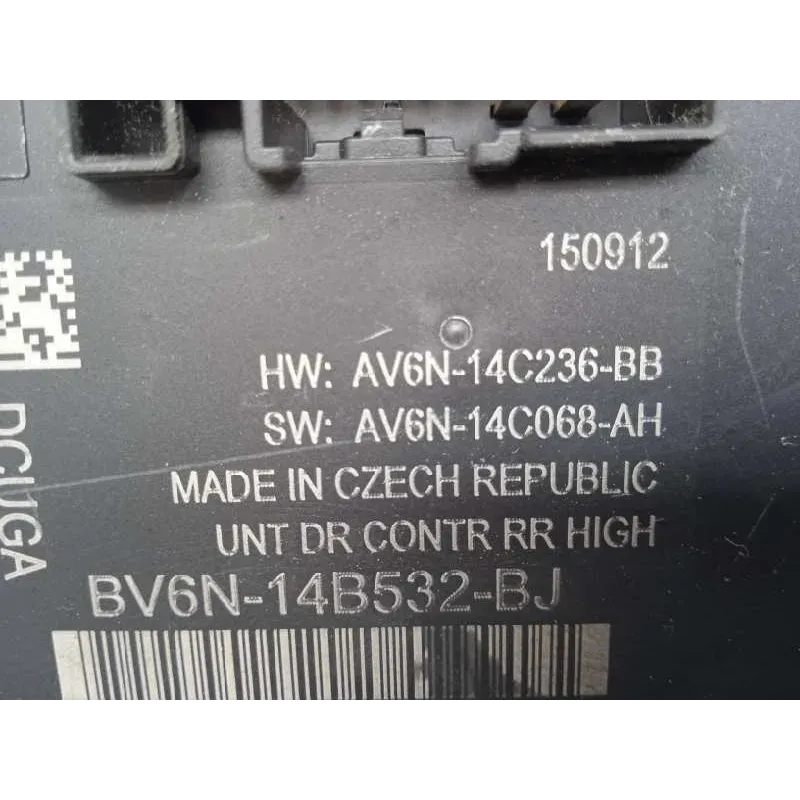 150912
HW: AV6N-14C236-BB
SW: AV6N-14C068-AH
MADE IN CZECH REPUBLIC
UNT DR CONTR RR HIGH
BV6N-14B532-BJ
DCUGA